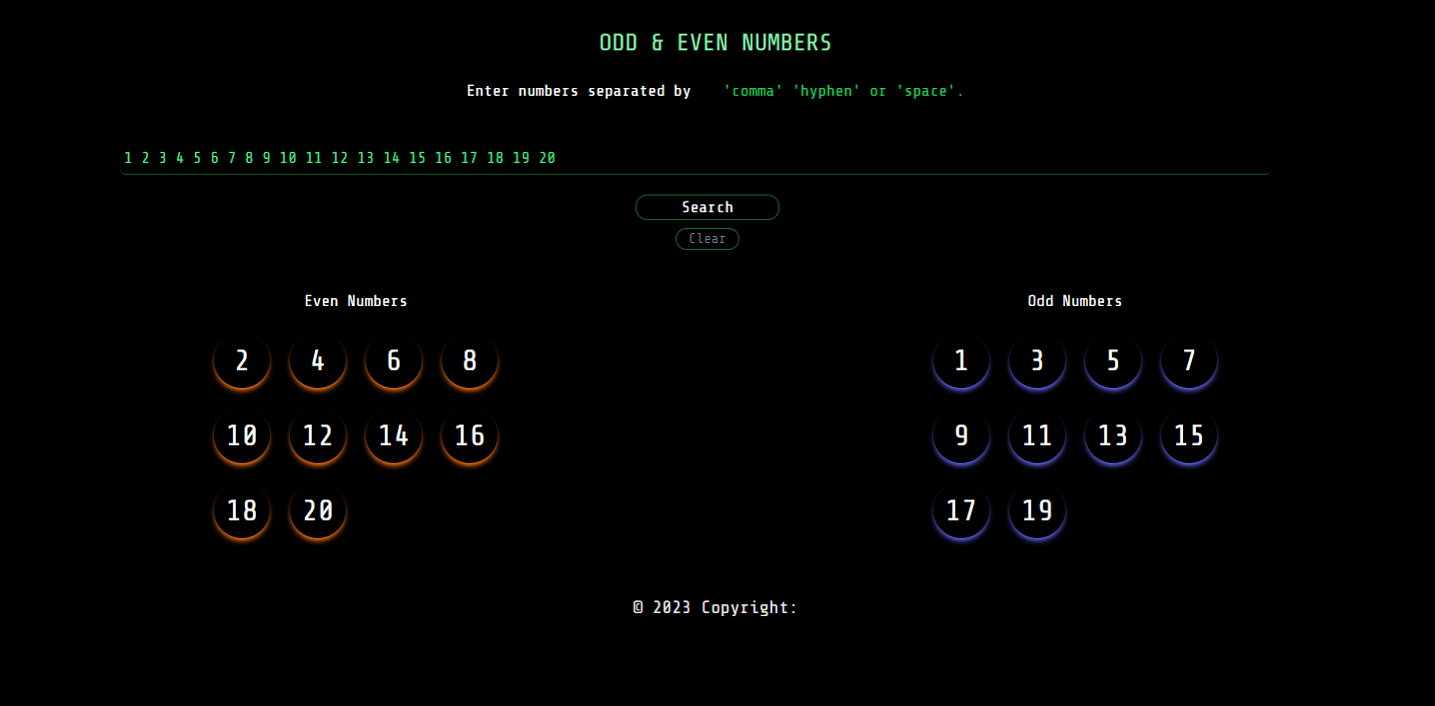 ODD & EVEN NUMBERS
Enter numbers separated by 'comma' 'hyphen' or 'space'.
1 2 3 4 5 6 7 8 9 10 11 12 13 14 15 16 17 18 19 20
Search
Clear
Even Numbers
2 4 6 8
10 12 14 16
18 20
Odd Numbers
1 3 5 7
9 11 13 15
17 19
© 2023 Copyright: